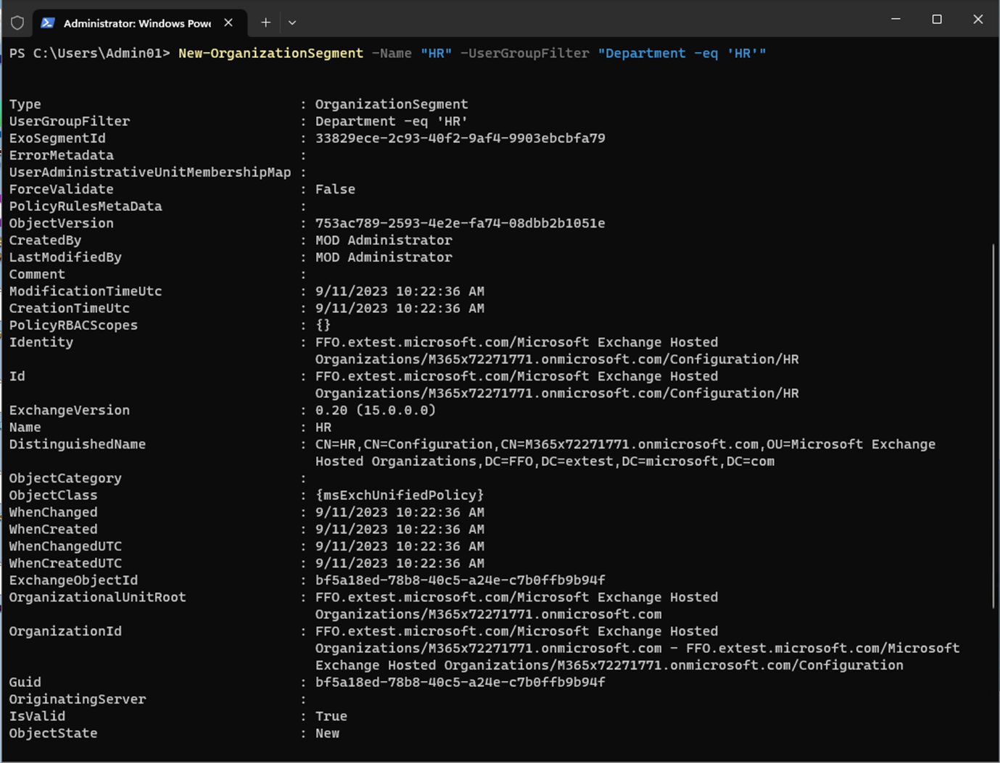 Administrator: Windows Powe
PS C:\Users\Admin01> New-OrganizationSegment -Name "HR" -UserGroupFilter "Department -eq 'HR'"
Type : OrganizationSegment
UserGroupFilter : Department -eq 'HR'
ExoSegmentId : 33829ece-2c93-40f2-9af4-9903ebcbfa79
ErrorMetadata :
UserAdministrativeUnitMembershipMap :
ForceValidate : False
PolicyRulesMetaData :
ObjectVersion : 753ac789-2593-4e2e-fa74-08dbb2b1051e
CreatedBy : MOD Administrator
LastModifiedBy : MOD Administrator
Comment :
ModificationTimeUtc : 9/11/2023 10:22:36 AM
CreationTimeUtc : 9/11/2023 10:22:36 AM
PolicyRBACScopes : {}
Identity : FFO.extest.microsoft.com/Microsoft Exchange Hosted
Organizations/M365x72271771.onmicrosoft.com/Configuration/HR
Id : FFO.extest.microsoft.com/Microsoft Exchange Hosted
Organizations/M365x72271771.onmicrosoft.com/Configuration/HR
ExchangeVersion : 0.20 (15.0.0.0)
Name : HR
DistinguishedName : CN=HR,CN=Configuration,CN=M365x72271771.onmicrosoft.com,OU=Microsoft Exchange
Hosted Organizations,DC=FFO,DC=extest,DC=microsoft,DC=com
ObjectCategory :
ObjectClass : {msExchUnifiedPolicy}
WhenChanged : 9/11/2023 10:22:36 AM
WhenCreated : 9/11/2023 10:22:36 AM
WhenChangedUTC : 9/11/2023 10:22:36 AM
WhenCreatedUTC : 9/11/2023 10:22:36 AM
ExchangeObjectId : bf5a18ed-78b8-40c5-a24e-c7b0ffb9b94f
OrganizationalUnitRoot : FFO.extest.microsoft.com/Microsoft Exchange Hosted
Organizations/M365x72271771.onmicrosoft.com
OrganizationId : FFO.extest.microsoft.com/Microsoft Exchange Hosted
Organizations/M365x72271771.onmicrosoft.com - FFO.extest.microsoft.com/Microsoft
Exchange Hosted Organizations/M365x72271771.onmicrosoft.com/Configuration
Guid : bf5a18ed-78b8-40c5-a24e-c7b0ffb9b94f
OriginatingServer :
IsValid : True
ObjectState : New